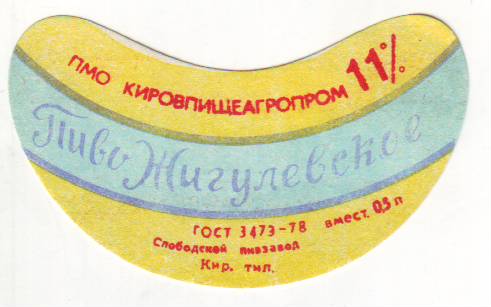 ПМО КИРОВПИЩЕАГРОПРОМ 11%
Пиво Жигулевское
ГОСТ 3473-78 вмест. 0,5 л
Слободской пивзавод
Кир. тип.